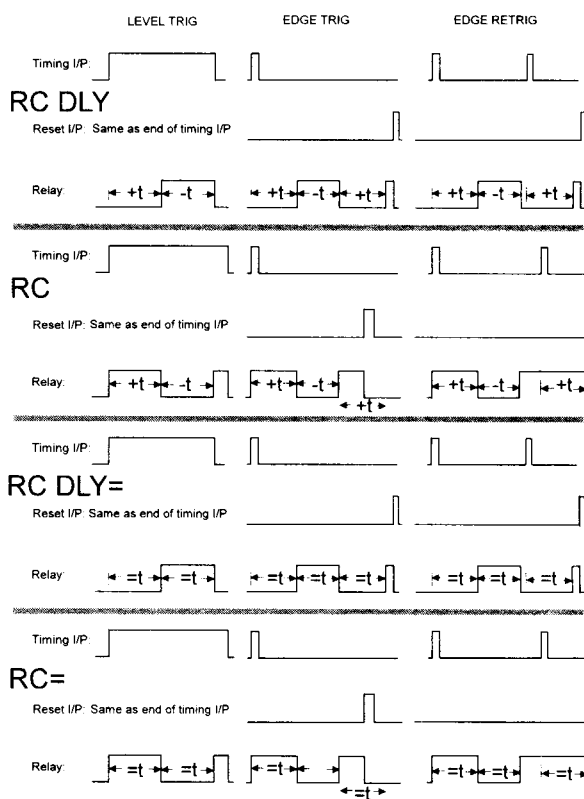 LEVEL TRIG EDGE TRIG EDGE RETRIG
Timing I/P:
RC DLY
Reset I/P: Same as end of timing I/P
Relay: +t -t +t -t +t +t -t +t
Timing I/P:
RC
Reset I/P: Same as end of timing I/P
Relay: +t -t +t -t +t -t +t
+t
Timing I/P:
RC DLY=
Reset I/P: Same as end of timing I/P
Relay: =t =t =t =t =t =t =t =t
Timing I/P:
RC=
Reset I/P: Same as end of timing I/P
Relay: =t =t =t =t =t =t
=t